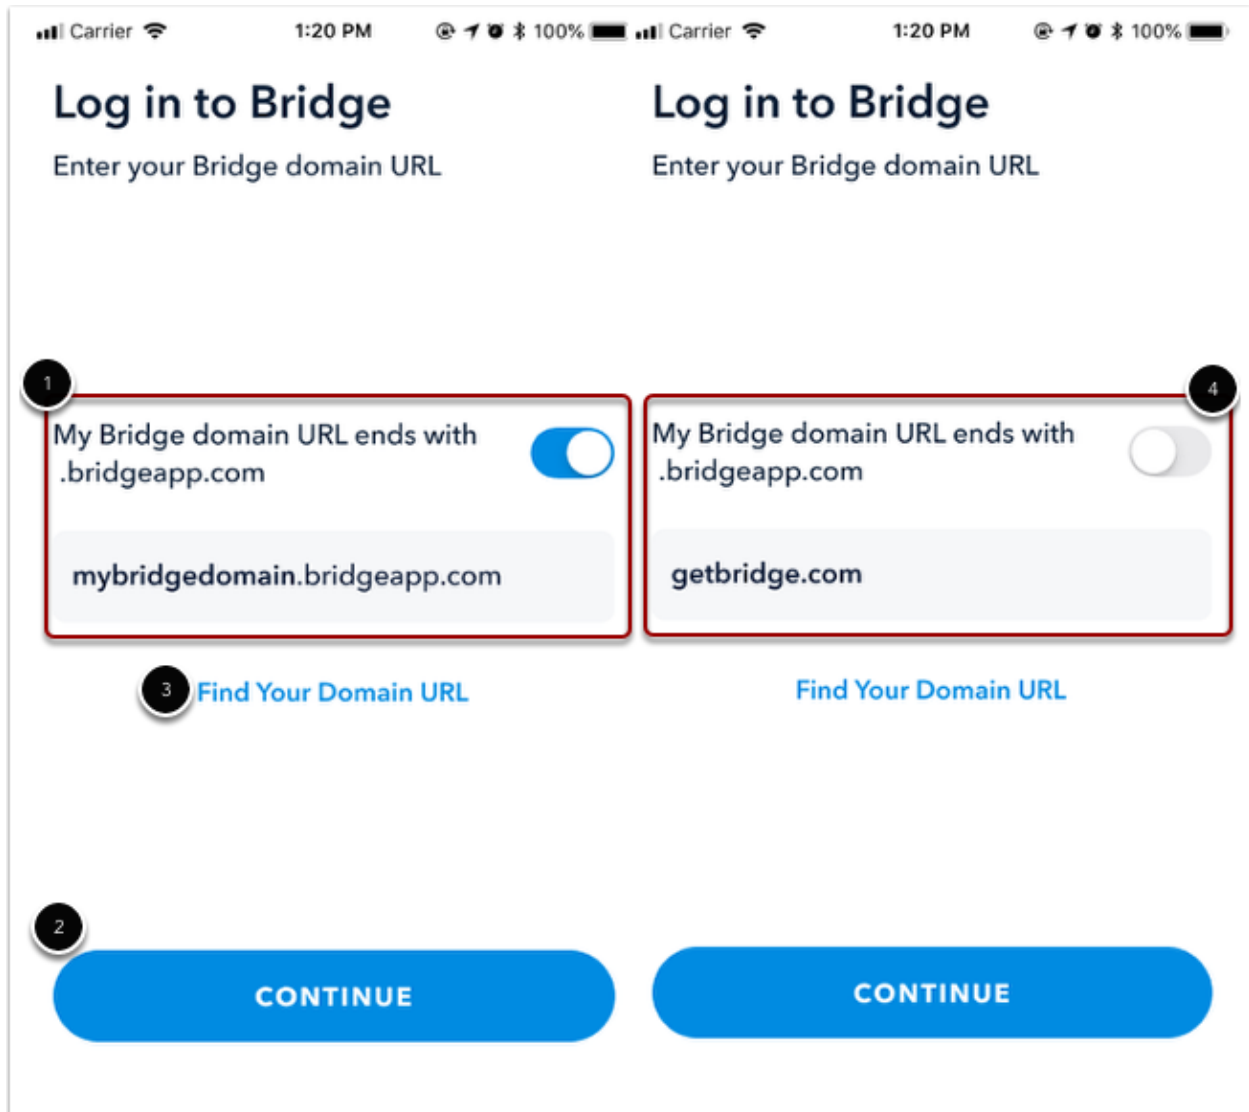 Carrier 1:20 PM 100%
Log in to Bridge
Enter your Bridge domain URL
1
My Bridge domain URL ends with
.bridgeapp.com
mybridgedomain.bridgeapp.com
3 Find Your Domain URL
2
CONTINUE
Carrier 1:20 PM 100%
Log in to Bridge
Enter your Bridge domain URL
4
My Bridge domain URL ends with
.bridgeapp.com
getbridge.com
Find Your Domain URL
CONTINUE